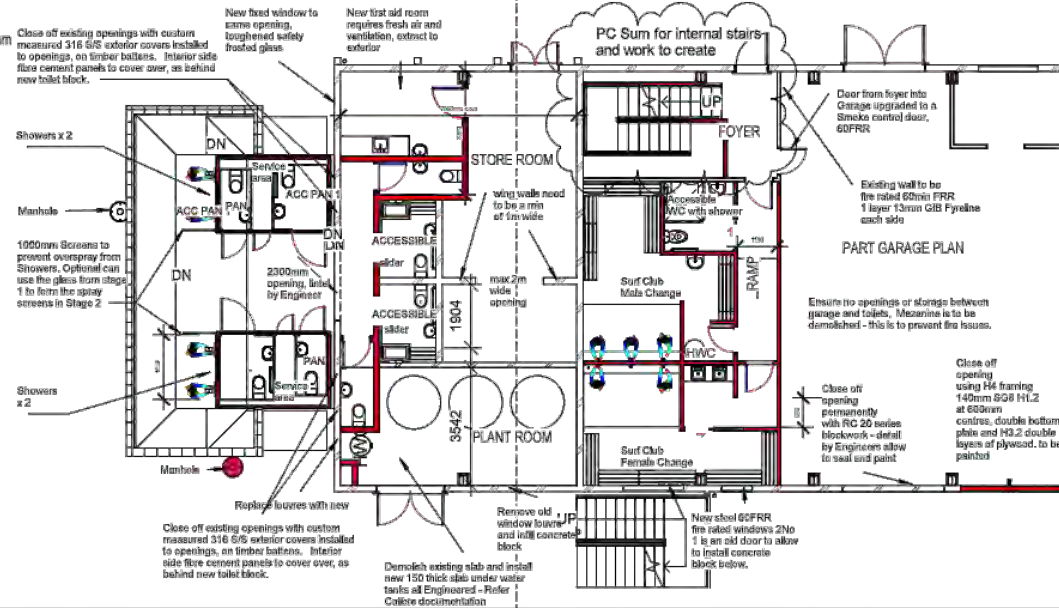 New fixed window to
same opening,
toughened safely
frosted glass
New first aid room
requires fresh air and
ventilation, extract to
exterior
PC Sum for internal stairs
and work to create
mm
Close off existing openings with custom
measured 316 S/S exterior covers installed
to openings, on timber battens. Interior side
fibre cement panels to cover over, as behind
new toilet block.
Door from foyer into
Garage upgraded to a
Smoke control door,
60FRR
UP
FOYER
Showers x 2
DN
Service
area
STORE ROOM
ACC PAN 1
ACC PAN
PAN
Manhole
wing walls need
to be a min
of 1m wide
Accessible
W/C with shower
Existing wall to be
fire rated 60min FRR
1 layer 13mm GIB Fyreline
each side
1000mm Screens to
prevent overspray from
Showers. Optional can
use the glass from stage
1 to form the spray
screens in Stage 2
DN
DN
ACCESSIBLE
slider
2300mm
opening, lintel
by Engineer
max 2m
wide
opening
Surf Club
Male Change
RAMP
PART GARAGE PLAN
ACCESSIBLE
slider
1904
Ensure no openings or storage between
garage and toilets, Mezanine is to be
demolished - this is to prevent fire issues.
HWC
PAN
Service
area
Showers
x 2
3542
PLANT ROOM
Close off
opening
permanently
with RC 20 series
blockwork - detail
by Engineers allow
to seal and paint
Close off
opening
using H4 framing
140mm SG8 H1.2
at 600mm
centres, double bottom
plate and H3.2 double
layers of plywood. to be
painted
Surf Club
Female Change
Manhole
Replace louvres with new
Close off existing openings with custom
measured 316 S/S exterior covers installed
to openings, on timber battens. Interior
side fibre cement panels to cover over, as
behind new toilet block.
Remove old
window louvre
and infill concrete
block
UP
New steel 60FRR
fire rated windows 2No
1 is an old door to allow
to install concrete
block below.
Demolish existing slab and install
new 150 thick slab under water
tanks all Engineered - Refer
Calibre documentation